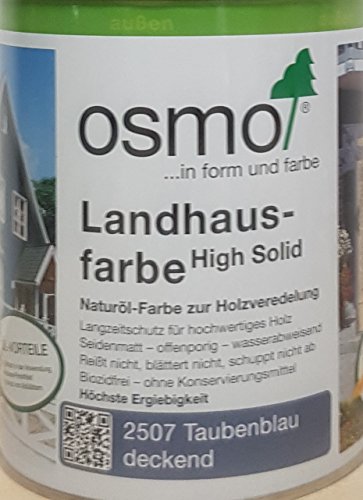 außen
osmo®
...in form und farbe
Landhaus-
farbe High Solid
Naturöl-Farbe zur Holzveredelung
Langzeitschutz für hochwertiges Holz
Seidenmatt – offenporig – wasserabweisend
Reißt nicht, blättert nicht, schuppt nicht ab
Biozidfrei – ohne Konservierungsmittel
Höchste Ergiebigkeit
VORTEILE
2507 Taubenblau
deckend